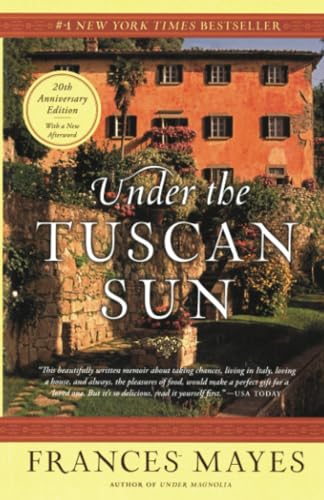 #1 NEW YORK TIMES BESTSELLER
20th
Anniversary
Edition
With a New
Afterword
Under the
TUSCAN
SUN
"This beautifully written memoir about taking chances, living in Italy, loving
a house, and always, the pleasures of food, would make a perfect gift for a
loved one. But it's so delicious, read it yourself first."—USA TODAY
FRANCES MAYES
AUTHOR OF UNDER MAGNOLIA